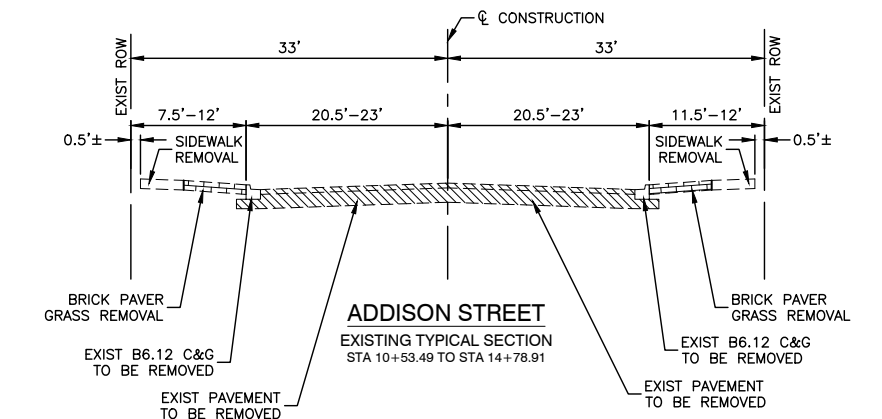 ℄ CONSTRUCTION
33'
33'
EXIST ROW
EXIST ROW
7.5'-12'
20.5'-23'
20.5'-23'
11.5'-12'
0.5'±
SIDEWALK
REMOVAL
SIDEWALK
REMOVAL
0.5'±
BRICK PAVER
GRASS REMOVAL
BRICK PAVER
GRASS REMOVAL
ADDISON STREET
EXISTING TYPICAL SECTION
STA 10+53.49 TO STA 14+78.91
EXIST B6.12 C&G
TO BE REMOVED
EXIST B6.12 C&G
TO BE REMOVED
EXIST PAVEMENT
TO BE REMOVED
EXIST PAVEMENT
TO BE REMOVED